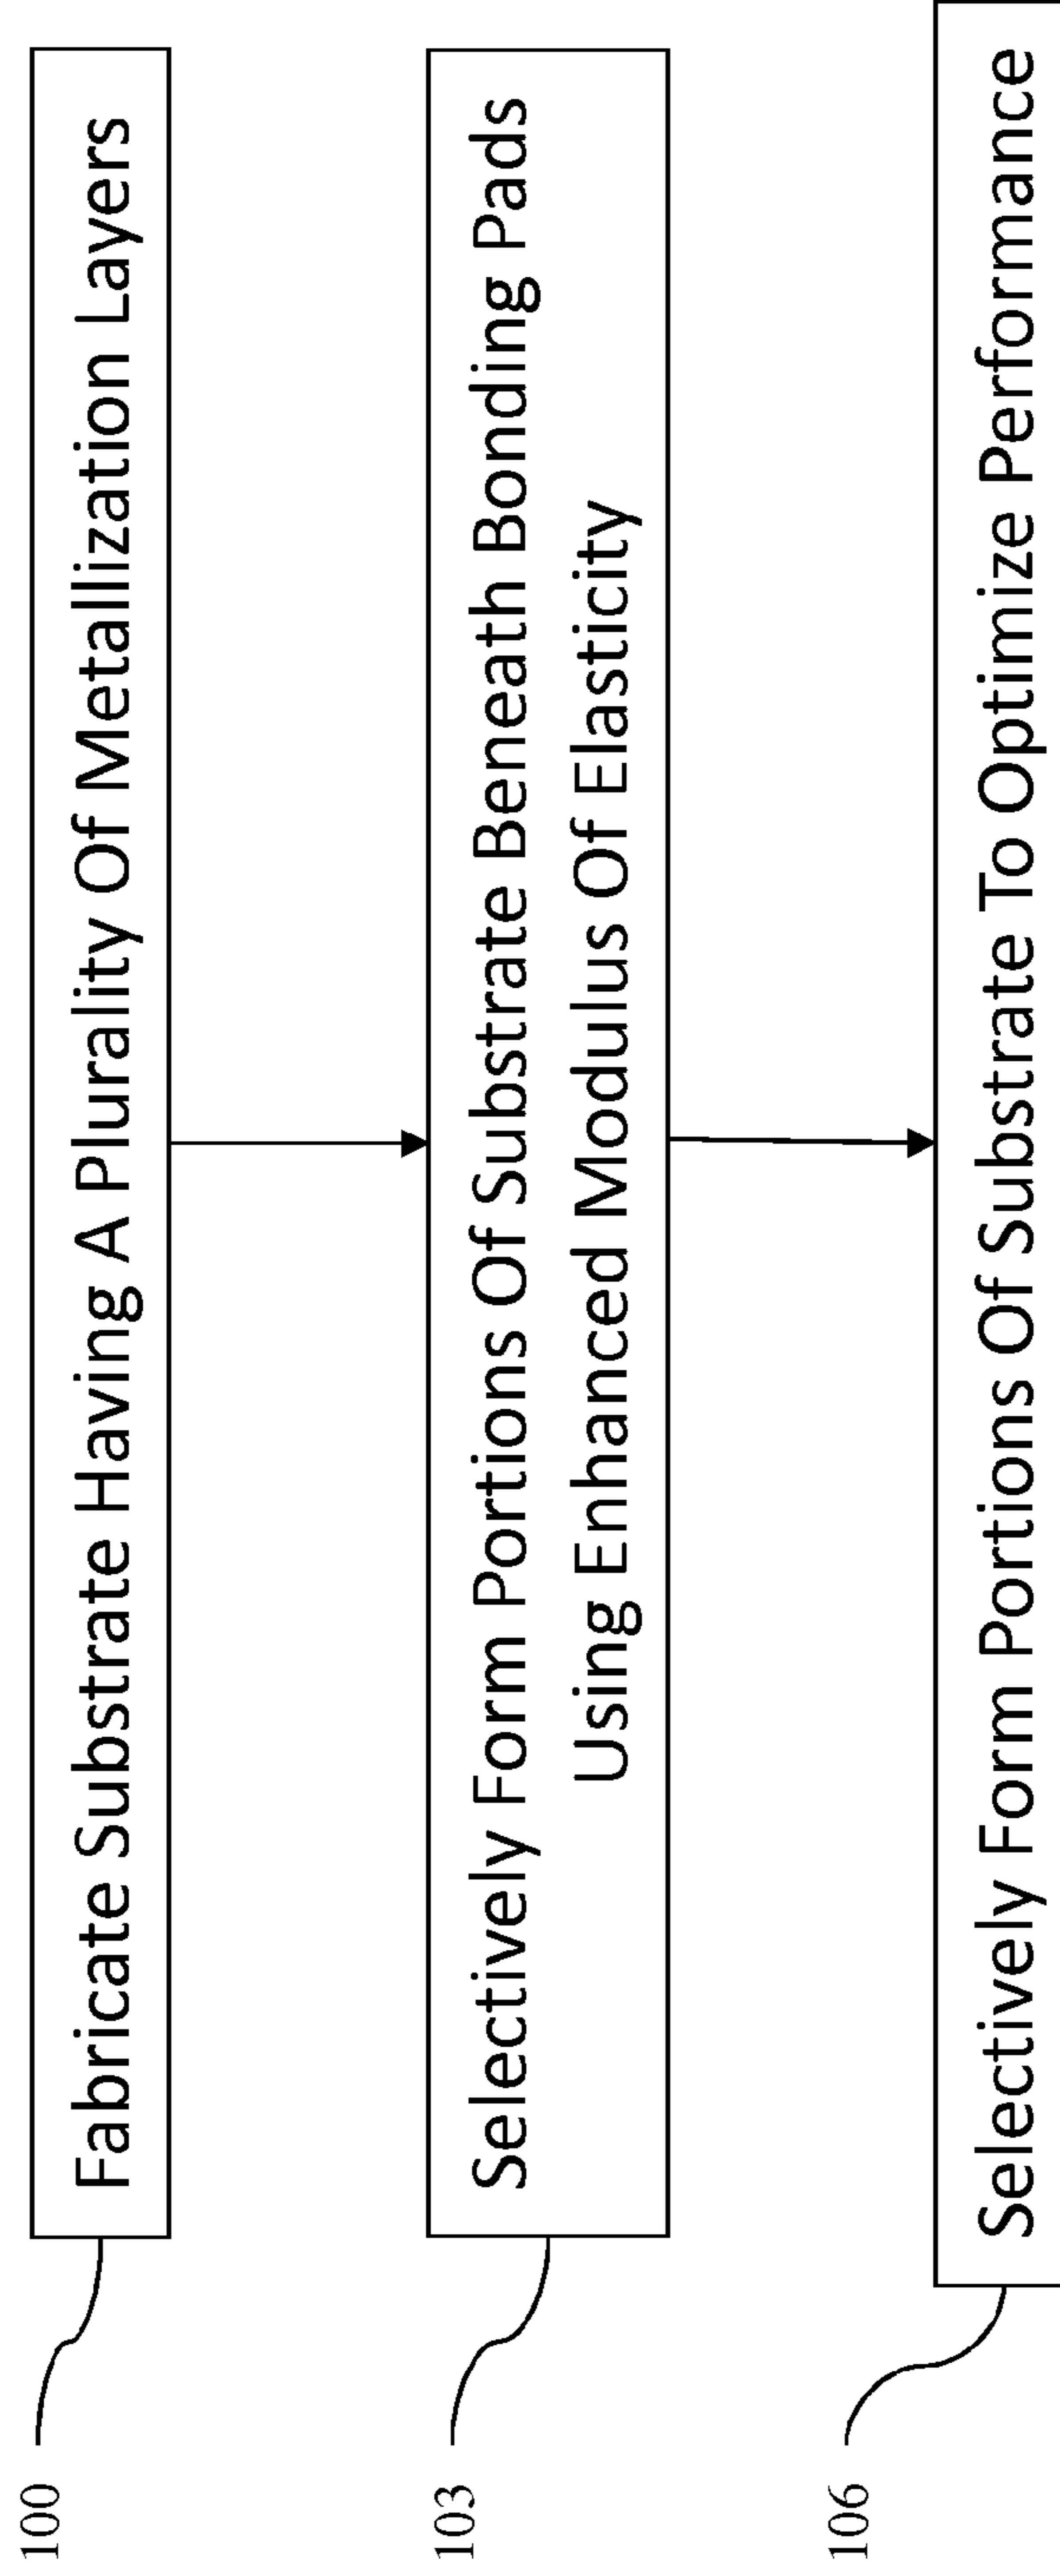 100
Fabricate Substrate Having A Plurality Of Metallization Layers
103
Selectively Form Portions Of Substrate Beneath Bonding Pads
Using Enhanced Modulus Of Elasticity
106
Selectively Form Portions Of Substrate To Optimize Performance